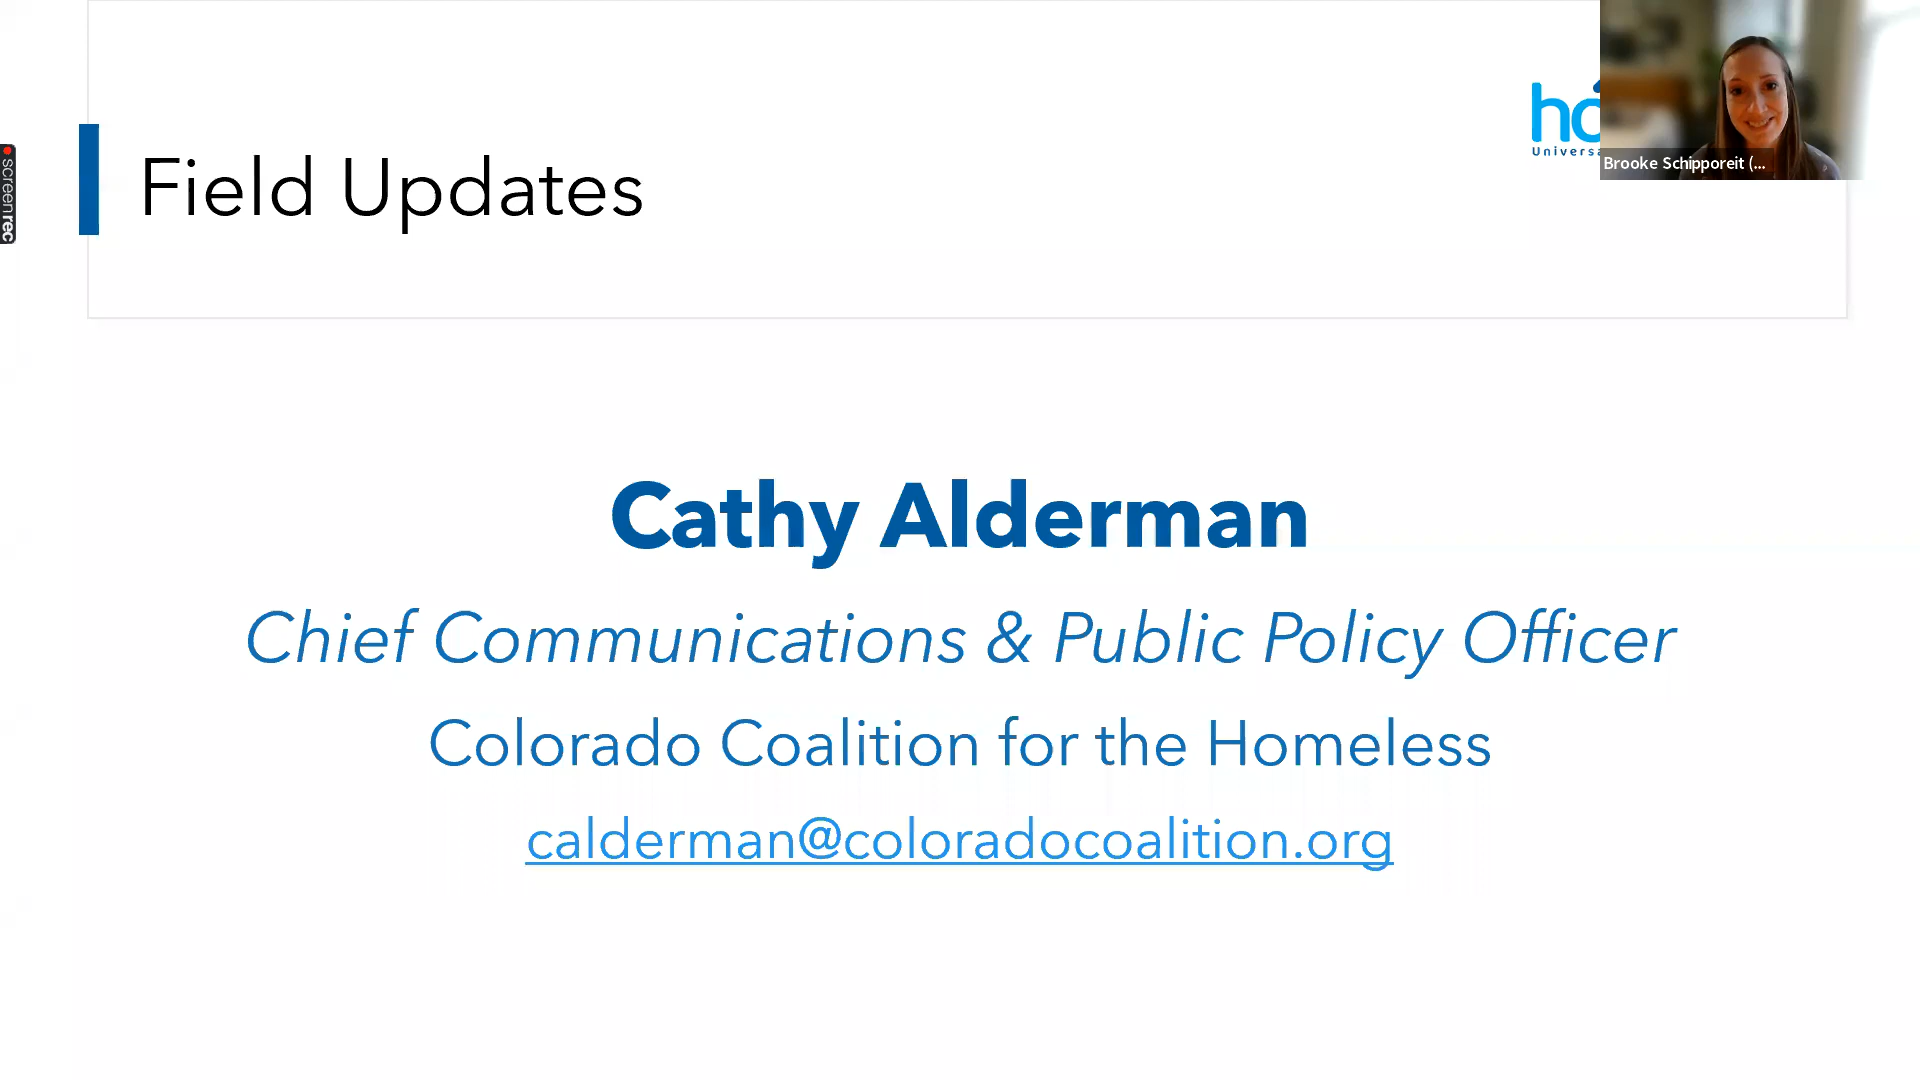 Field Updates
Brooke Schipporeit (...
screenrec
Cathy Alderman
Chief Communications & Public Policy Officer
Colorado Coalition for the Homeless
calderman@coloradocoalition.org